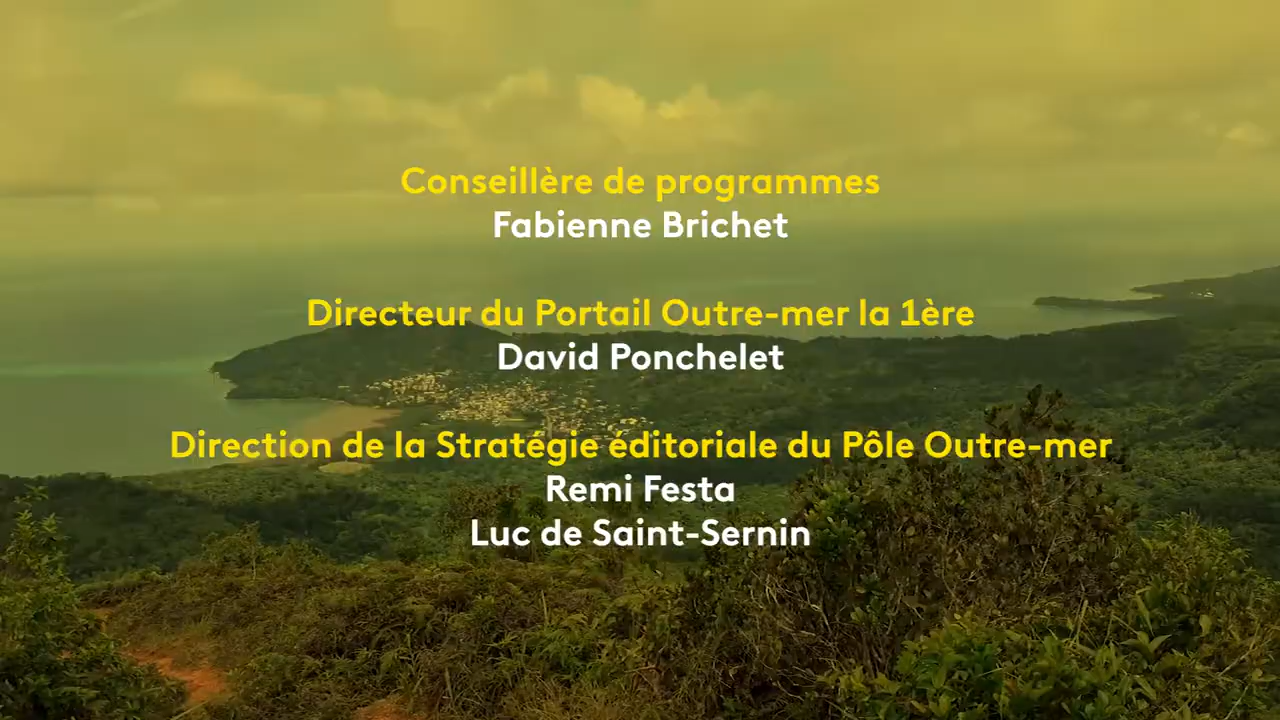 Conseillère de programmes
Fabienne Brichet
Directeur du Portail Outre-mer la 1ère
David Ponchelet
Direction de la Stratégie éditoriale du Pôle Outre-mer
Remi Festa
Luc de Saint-Sernin